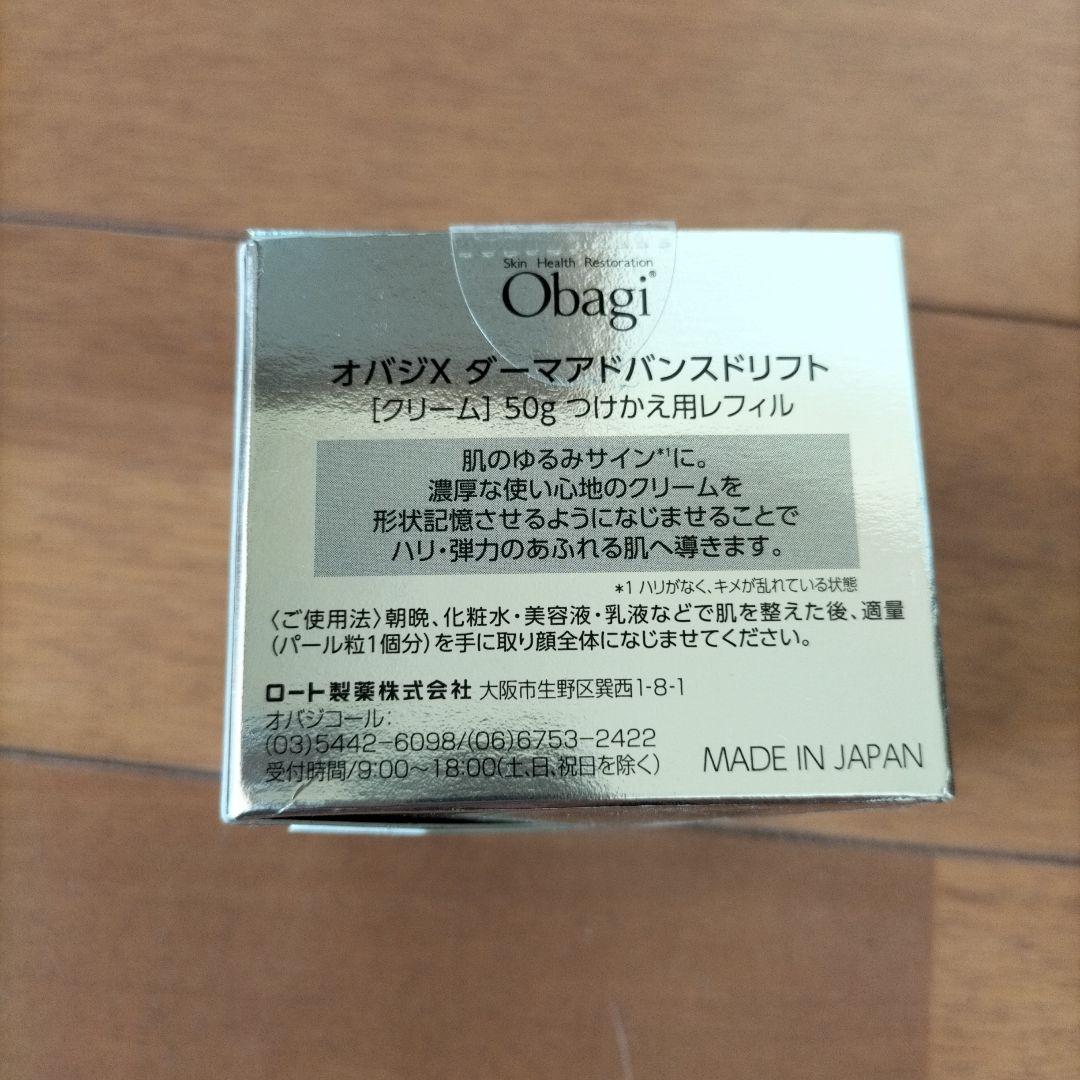 Skin Health Restoration
Obagi®
オバジX ダーマアドバンスドリフト
[クリーム] 50g つけかえ用レフィル
肌のゆるみサイン*1に。
濃厚な使い心地のクリームを
形状記憶させるようになじませることで
ハリ・弾力のあふれる肌へ導きます。
*1 ハリがなく、キメが乱れている状態
〈ご使用法〉朝晩、化粧水・美容液・乳液などで肌を整えた後、適量
(パール粒1個分)を手に取り顔全体になじませてください。
ロート製薬株式会社 大阪市生野区巽西1-8-1
オバジコール:
(03)5442-6098/(06)6753-2422
受付時間/9:00〜18:00(土、日、祝日を除く)
MADE IN JAPAN